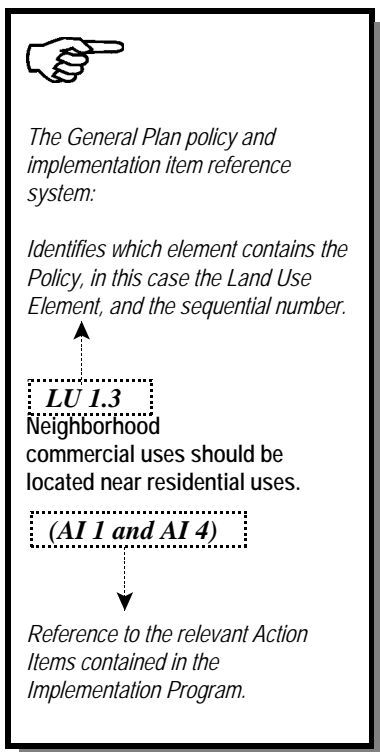 The General Plan policy and
implementation item reference
system:
Identifies which element contains the
Policy, in this case the Land Use
Element, and the sequential number.
LU 1.3
Neighborhood
commercial uses should be
located near residential uses.
(AI 1 and AI 4)
Reference to the relevant Action
Items contained in the
Implementation Program.